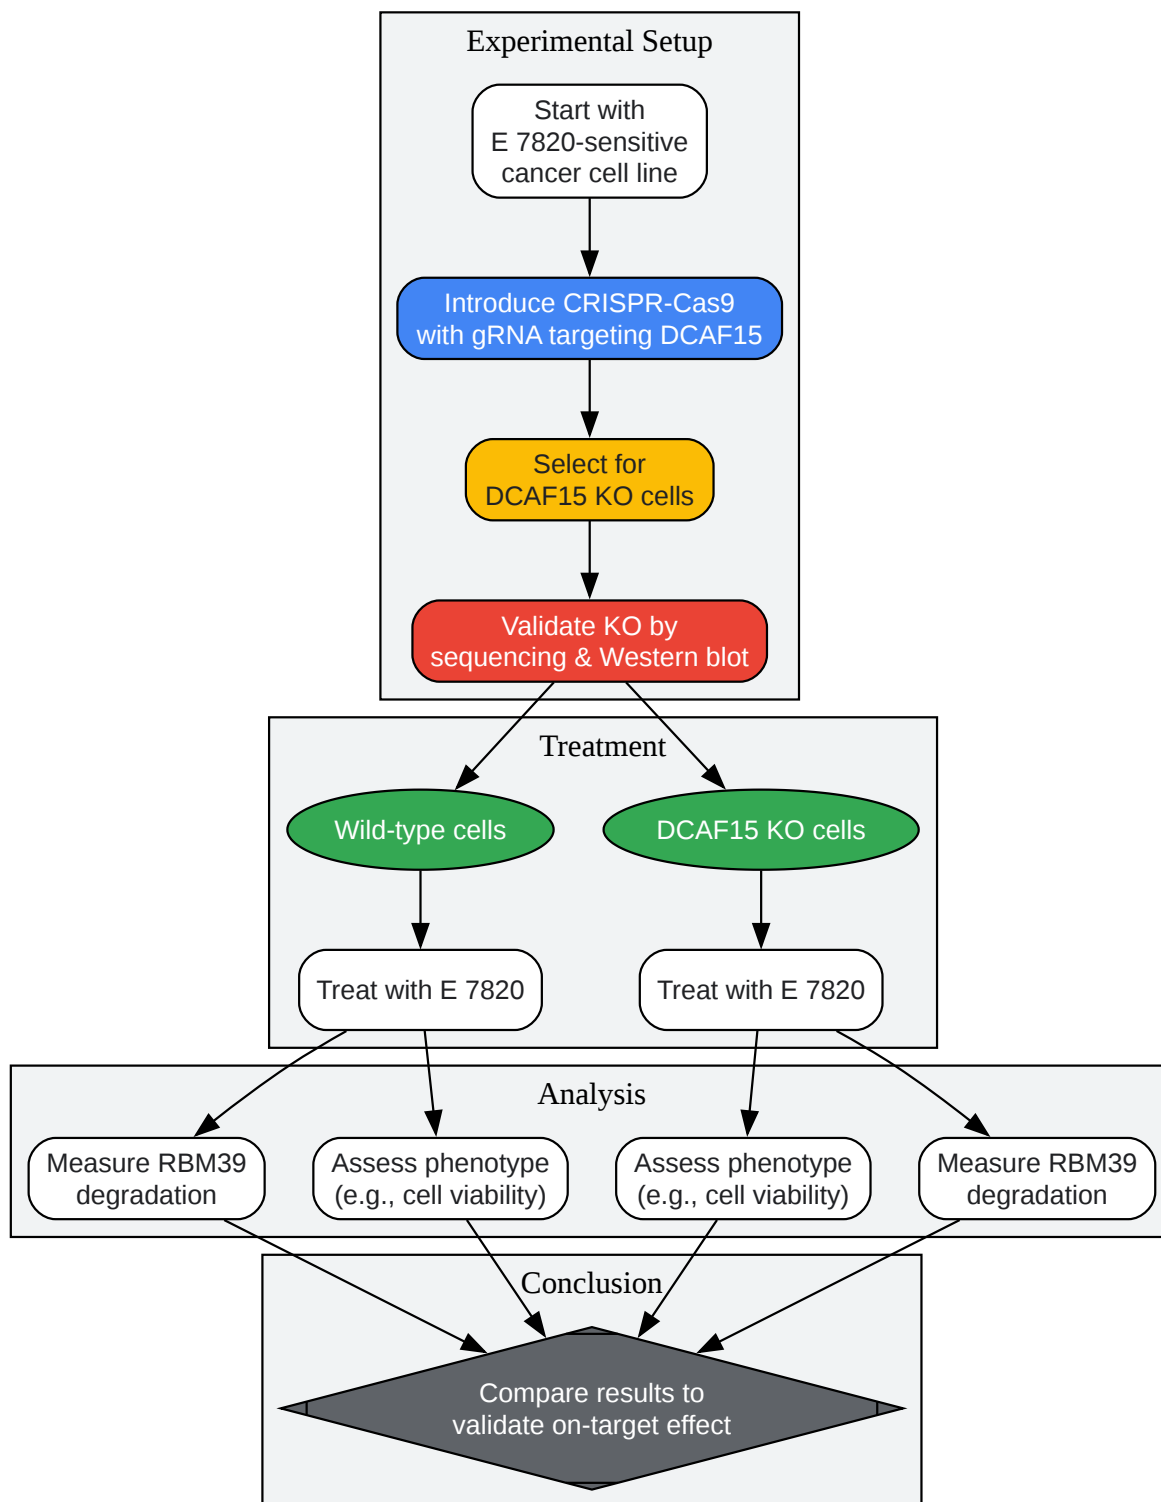 Experimental Setup
Start with
E 7820-sensitive
cancer cell line
Introduce CRISPR-Cas9
with gRNA targeting DCAF15
Select for
DCAF15 KO cells
Validate KO by
sequencing & Western blot
Treatment
Wild-type cells
DCAF15 KO cells
Treat with E 7820
Treat with E 7820
Analysis
Measure RBM39
degradation
Assess phenotype
(e.g., cell viability)
Assess phenotype
(e.g., cell viability)
Measure RBM39
degradation
Conclusion
Compare results to
validate on-target effect